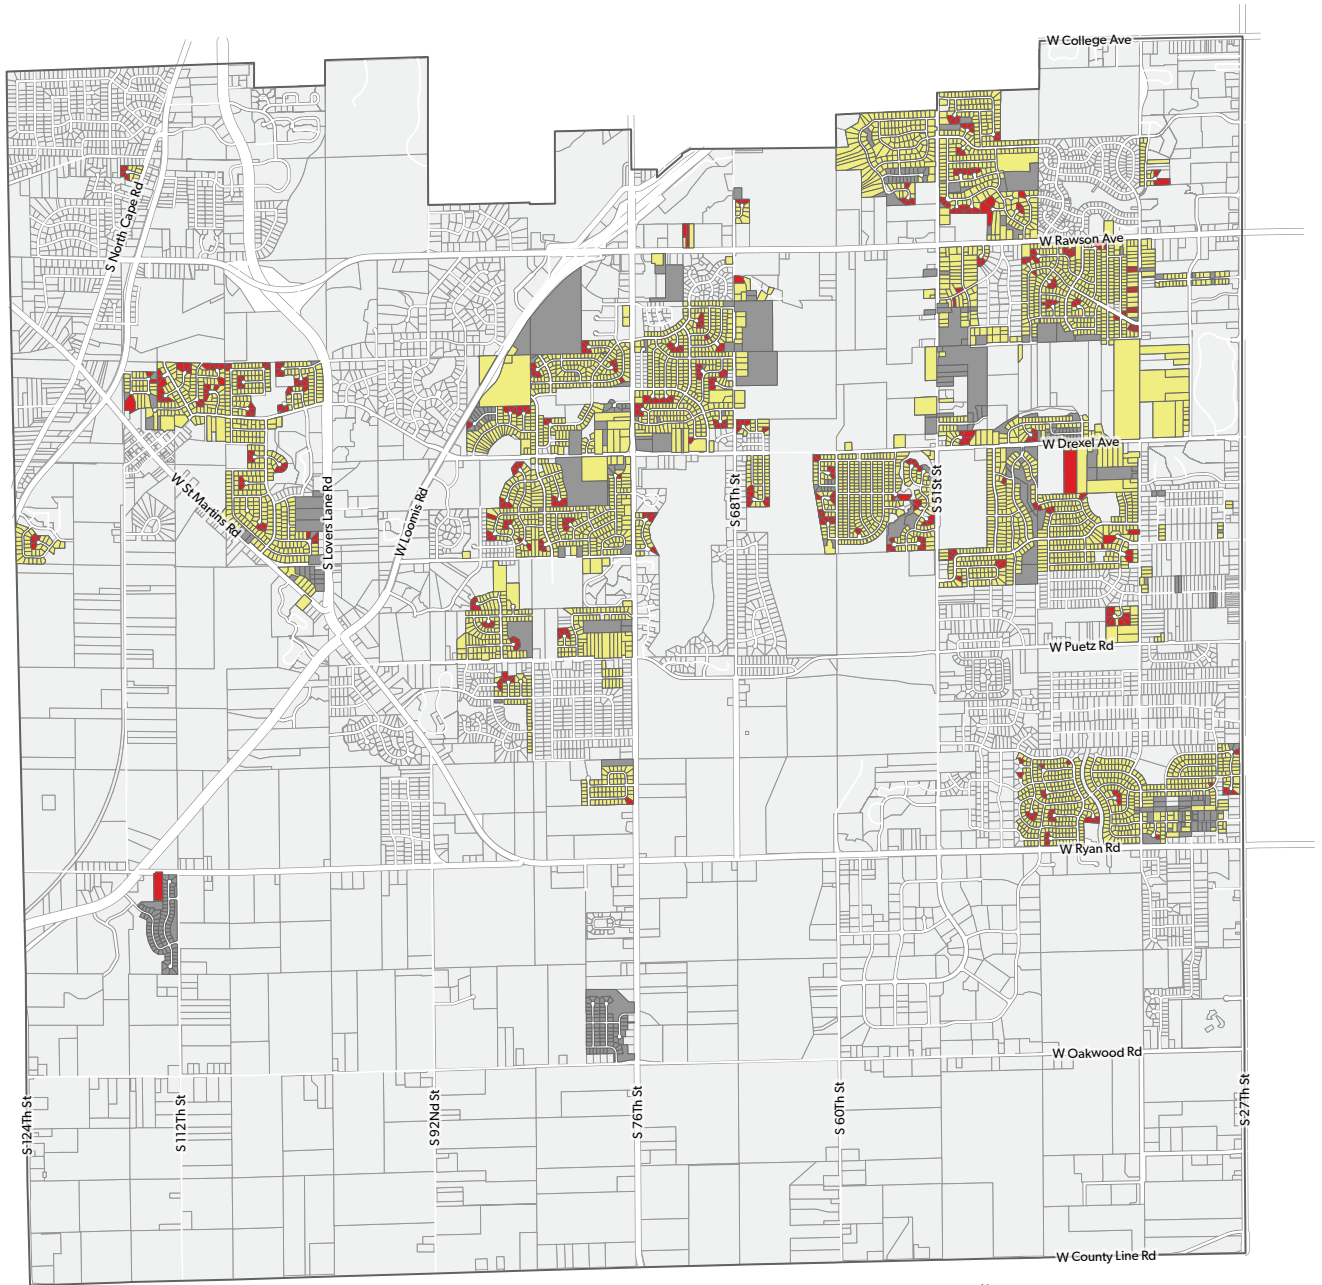 W College Ave
S North Cape Rd
W Rawson Ave
W Drexel Ave
S 51St St
S 68Th St
W St Martins Rd
S Lovers Lane Rd
W Loomis Rd
W Puetz Rd
W Ryan Rd
W Oakwood Rd
S 124Th St
S 112Th St
S 92Nd St
S 76Th St
S 60Th St
S 27Th St
W County Line Rd